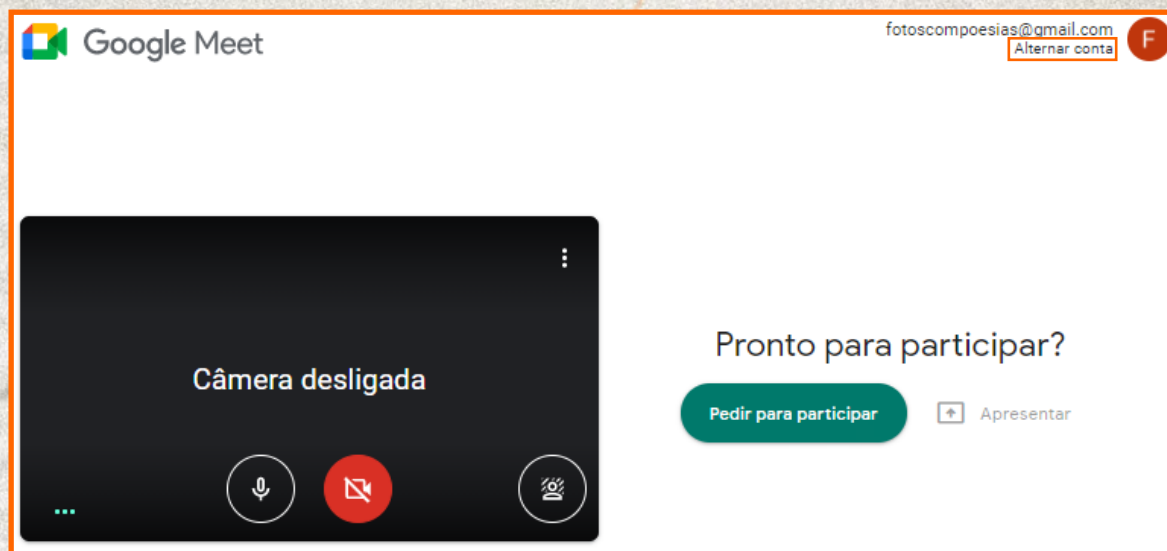 Google Meet
fotoscompoesias@gmail.com
Alternar conta
F
Câmera desligada
Pronto para participar?
Pedir para participar
Apresentar